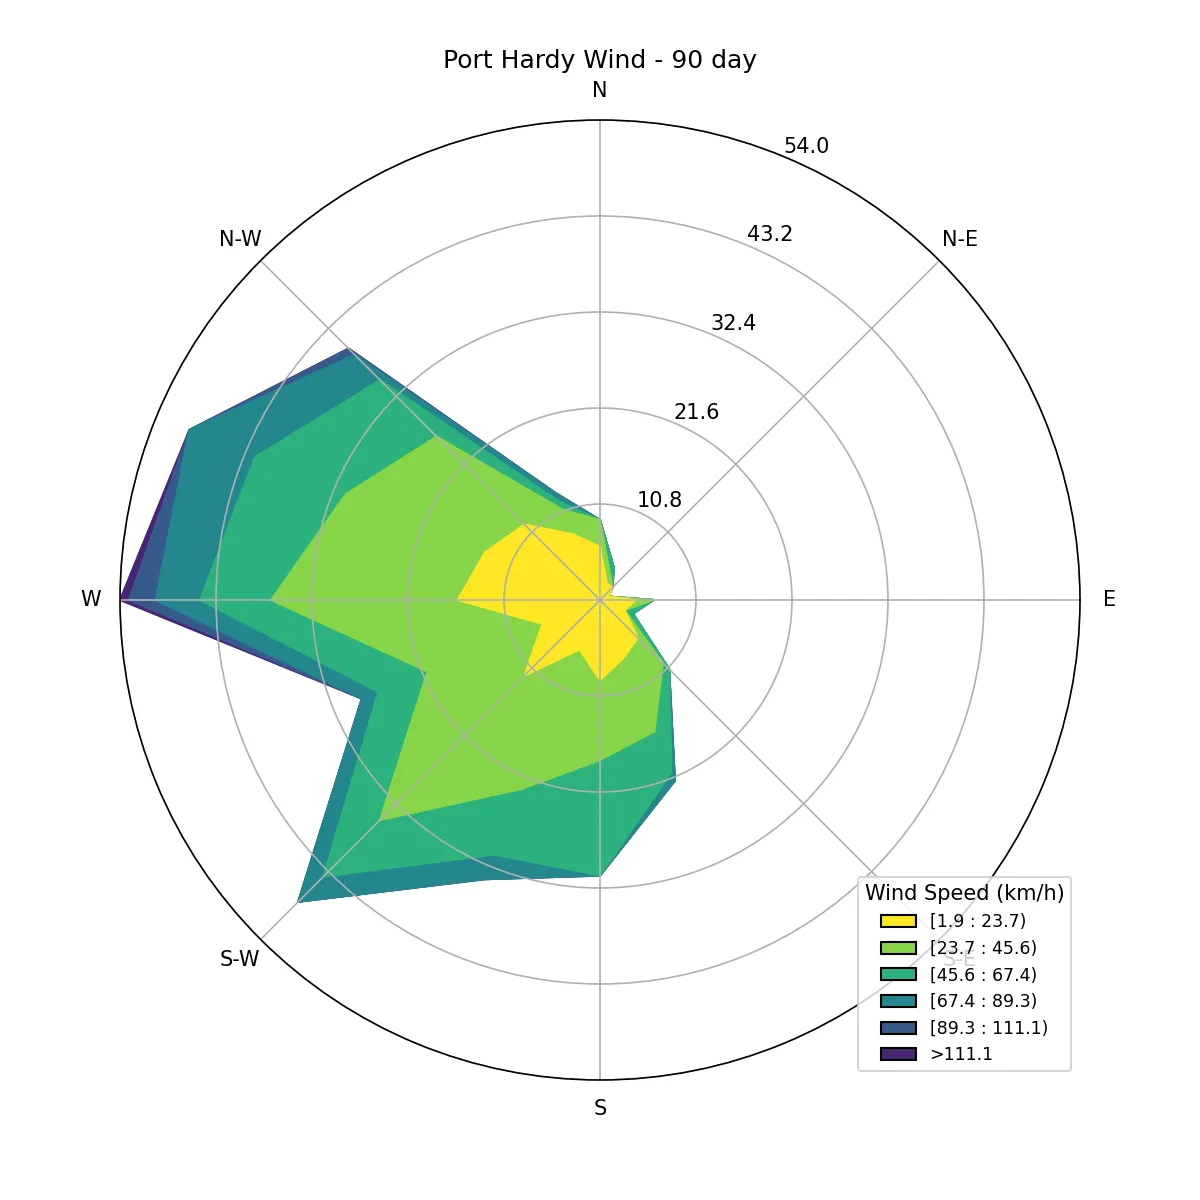 Port Hardy Wind - 90 day
N
54.0
N-W
43.2
N-E
32.4
21.6
10.8
W
E
Wind Speed (km/h)
[1.9 : 23.7)
[23.7 : 45.6)
S-W
S-E
[45.6 : 67.4)
[67.4 : 89.3)
[89.3 : 111.1)
>111.1
S